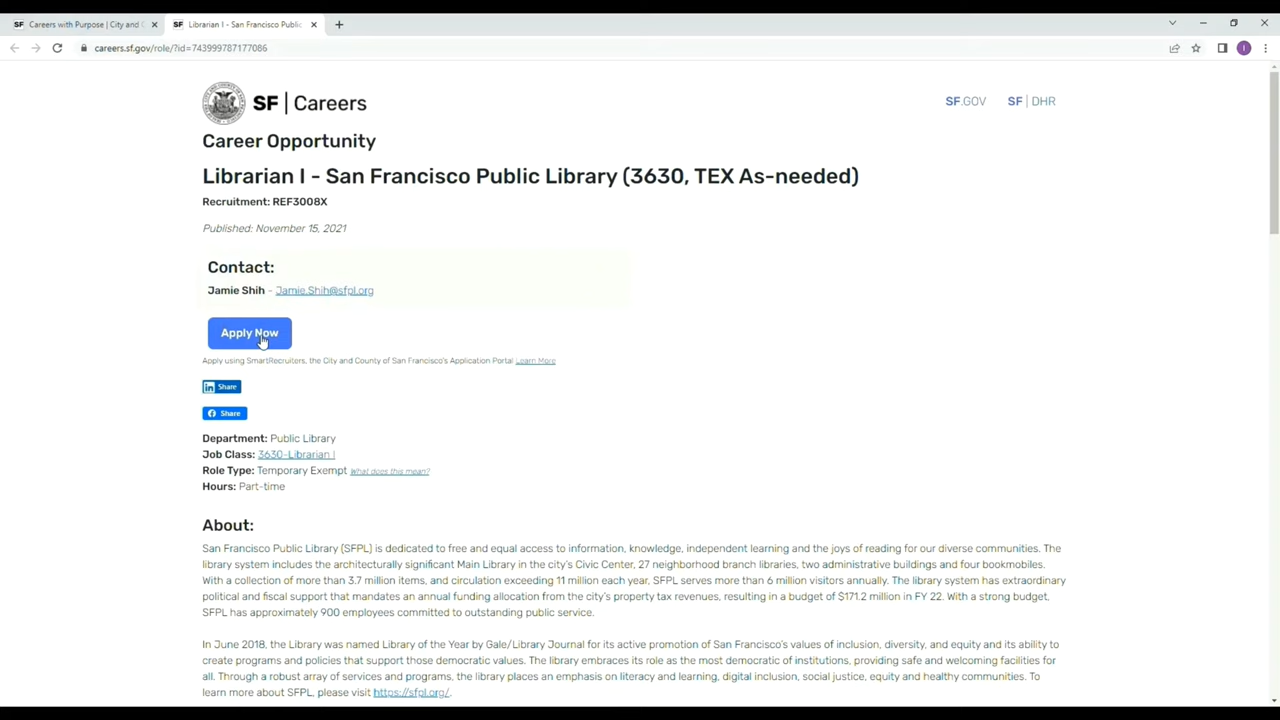 SF Careers with Purpose | City and
SF Librarian I - San Francisco Public
careers.sf.gov/role/?id=743999787177086
I
SF | Careers
SF.GOV
SF | DHR
Career Opportunity
Librarian I - San Francisco Public Library (3630, TEX As-needed)
Recruitment: REF3008X
Published: November 15, 2021
Contact:
Jamie Shih - Jamie.Shih@sfpl.org
Apply Now
Apply using SmartRecruiters, the City and County of San Francisco's Application Portal Learn More
in Share
Share
Department: Public Library
Job Class: 3630-Librarian I
Role Type: Temporary Exempt What does this mean?
Hours: Part-time
About:
San Francisco Public Library (SFPL) is dedicated to free and equal access to information, knowledge, independent learning and the joys of reading for our diverse communities. The
library system includes the architecturally significant Main Library in the city's Civic Center, 27 neighborhood branch libraries, two administrative buildings and four bookmobiles.
With a collection of more than 3.7 million items, and circulation exceeding 11 million each year, SFPL serves more than 6 million visitors annually. The library system has extraordinary
political and fiscal support that mandates an annual funding allocation from the city's property tax revenues, resulting in a budget of $171.2 million in FY 22. With a strong budget,
SFPL has approximately 900 employees committed to outstanding public service.
In June 2018, the Library was named Library of the Year by Gale/Library Journal for its active promotion of San Francisco's values of inclusion, diversity, and equity and its ability to
create programs and policies that support those democratic values. The library embraces its role as the most democratic of institutions, providing safe and welcoming facilities for
all. Through a robust array of services and programs, the library places an emphasis on literacy and learning, digital inclusion, social justice, equity and healthy communities. To
learn more about SFPL, please visit https://sfpl.org/.